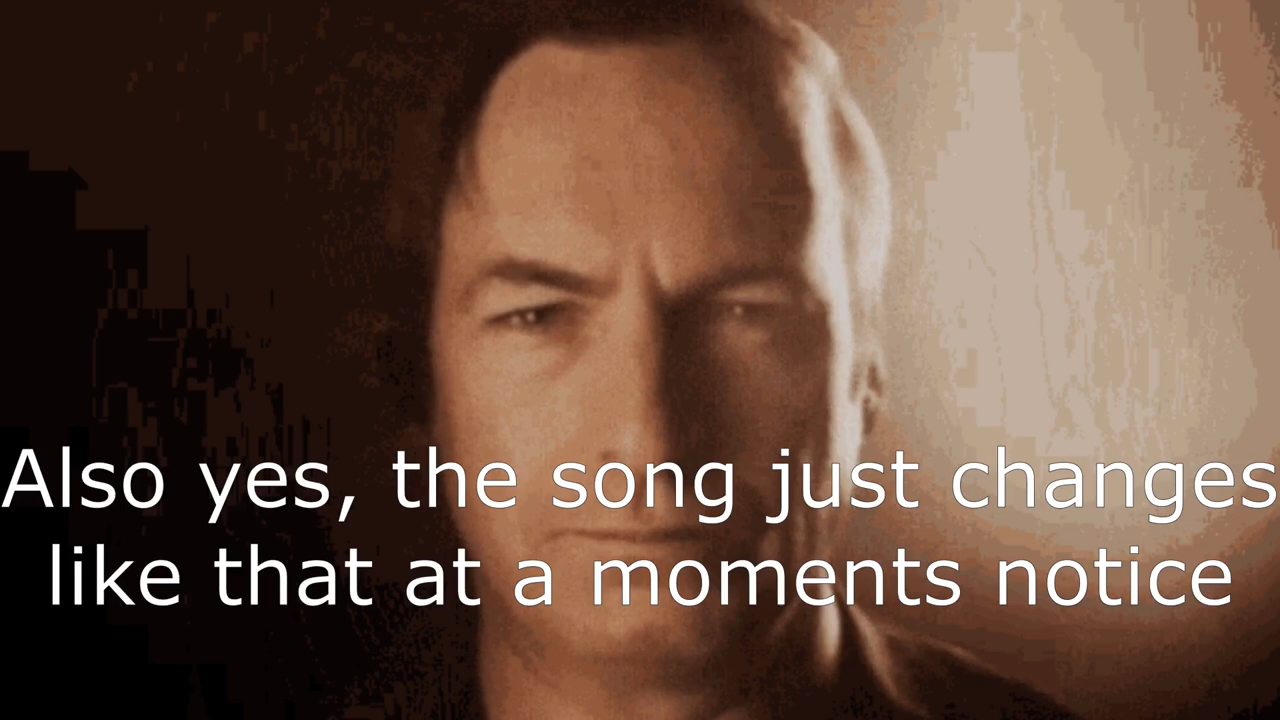 Also yes, the song just changes
like that at a moments notice